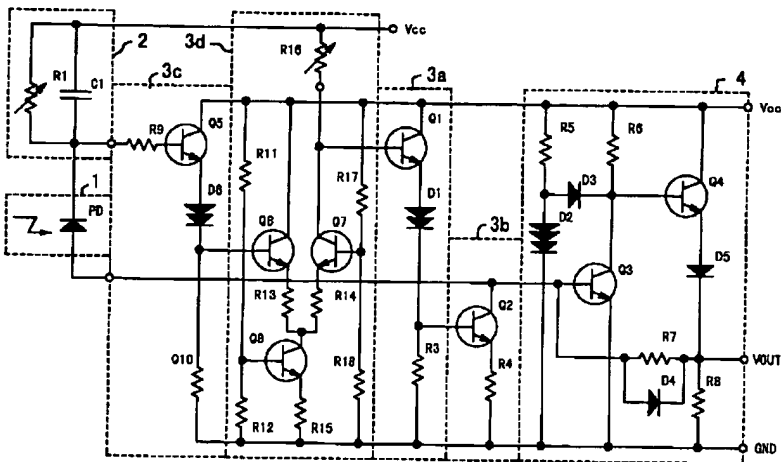 2
3d
Vcc
R16
R1
C1
3c
3a
4
Q5
Q1
Vcc
R9
R5
R6
R11
Q4
1
R17
D3
D6
D1
D2
PD
3b
Q6
Q7
D5
Q3
Q2
R13
R14
R7
VOUT
Q8
R3
R4
D4
R8
Q10
R18
R12
R15
GND